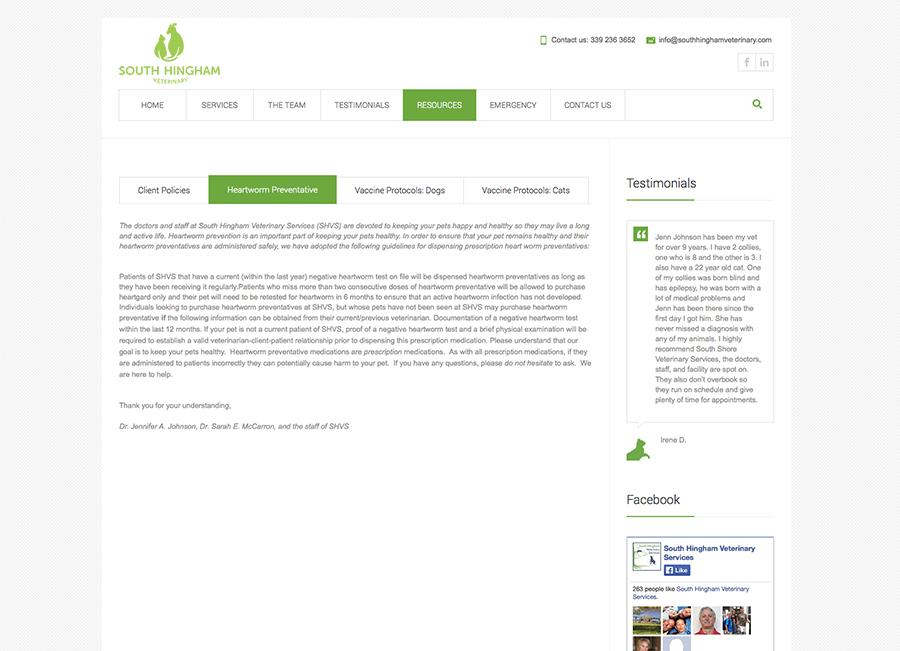 SOUTH HINGHAM
VETERINARY
Contact us: 339 236 3652
info@southhinghamveterinary.com
f
in
HOME
SERVICES
THE TEAM
TESTIMONIALS
RESOURCES
EMERGENCY
CONTACT US
Client Policies
Heartworm Preventative
Vaccine Protocols: Dogs
Vaccine Protocols: Cats
The doctors and staff at South Hingham Veterinary Services (SHVS) are devoted to keeping your pets happy and healthy so they may live a long
and active life. Heartworm prevention is an important part of keeping your pets healthy. In order to ensure that your pet remains healthy and their
heartworm preventatives are administered safely, we have adopted the following guidelines for dispensing prescription heart worm preventatives:
Patients of SHVS that have a current (within the last year) negative heartworm test on file will be dispensed heartworm preventatives as long as
they have been receiving it regularly.Patients who miss more than two consecutive doses of heartworm preventative will be allowed to purchase
heartgard only and their pet will need to be retested for heartworm in 6 months to ensure that an active heartworm infection has not developed.
Individuals looking to purchase heartworm preventatives at SHVS, but whose pets have not been seen at SHVS may purchase heartworm
preventative if the following information can be obtained from their current/previous veterinarian. Documentation of a negative heartworm test
within the last 12 months. If your pet is not a current patient of SHVS, proof of a negative heartworm test and a brief physical examination will be
required to establish a valid veterinarian-client-patient relationship prior to dispensing this prescription medication. Please understand that our
goal is to keep your pets healthy. Heartworm preventative medications are prescription medications. As with all prescription medications, if they
are administered to patients incorrectly they can potentially cause harm to your pet. If you have any questions, please do not hesitate to ask. We
are here to help.
Thank you for your understanding,
Dr. Jennifer A. Johnson, Dr. Sarah E. McCarron, and the staff of SHVS
Testimonials
Jenn Johnson has been my vet
for over 9 years. I have 2 collies,
one who is 8 and the other is 3. I
also have a 22 year old cat. One
of my collies was born blind and
has epilepsy, he was born with a
lot of medical problems and
Jenn has been there since the
first day I got him. She has
never missed a diagnosis with
any of my animals. I highly
recommend South Shore
Veterinary Services, the doctors,
staff, and facility are spot on.
They also don't overbook so
they run on schedule and give
plenty of time for appointments.
Irene D.
Facebook
South Hingham Veterinary
Services
Like
263 people like South Hingham Veterinary
Services.